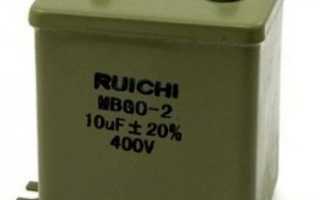 RUICHI
MBGO-2
10uF ± 20%
400V